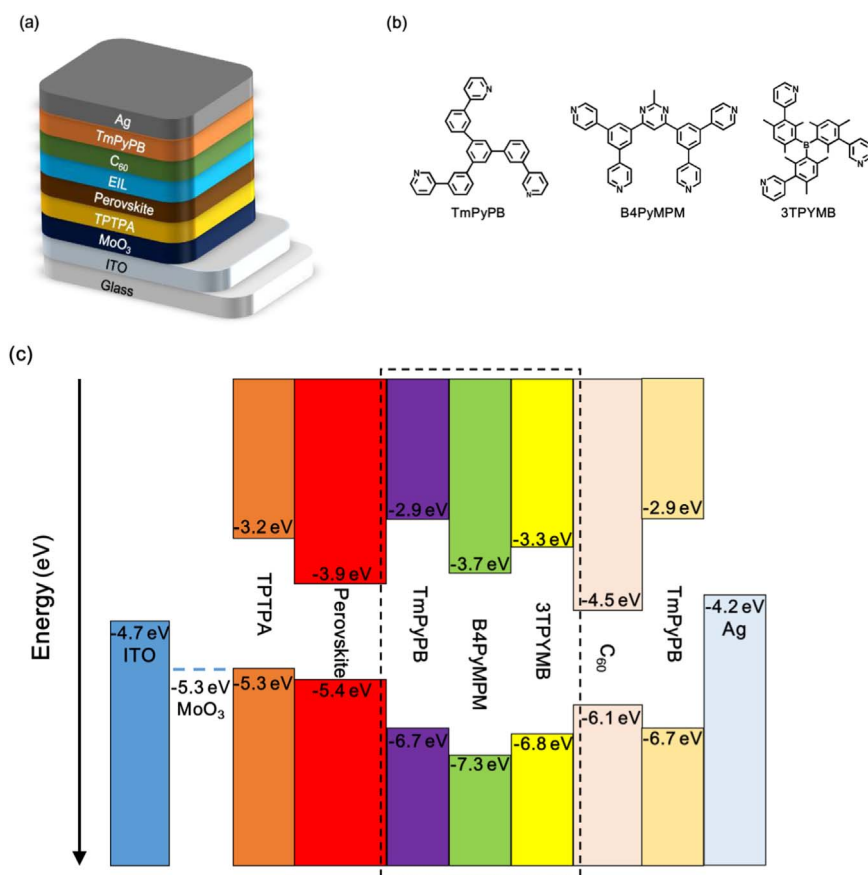 (a)
Ag
TmPyPB
C₆₀
EIL
Perovskite
TPTPA
MoO₃
ITO
Glass
(b)
N
N
N
TmPyPB
N
N
N
N
N
N
B4PyMPM
N
B
N
N
3TPYMB
(c)
Energy (eV)
-4.7 eV
ITO
-5.3 eV
MoO₃
-3.2 eV
TPTPA
-5.3 eV
-3.9 eV
Perovskite
-5.4 eV
-2.9 eV
TmPyPB
-6.7 eV
-3.7 eV
B4PyMPM
-7.3 eV
-3.3 eV
3TPYMB
-6.8 eV
-4.5 eV
C₆₀
-6.1 eV
-2.9 eV
TmPyPB
-6.7 eV
-4.2 eV
Ag